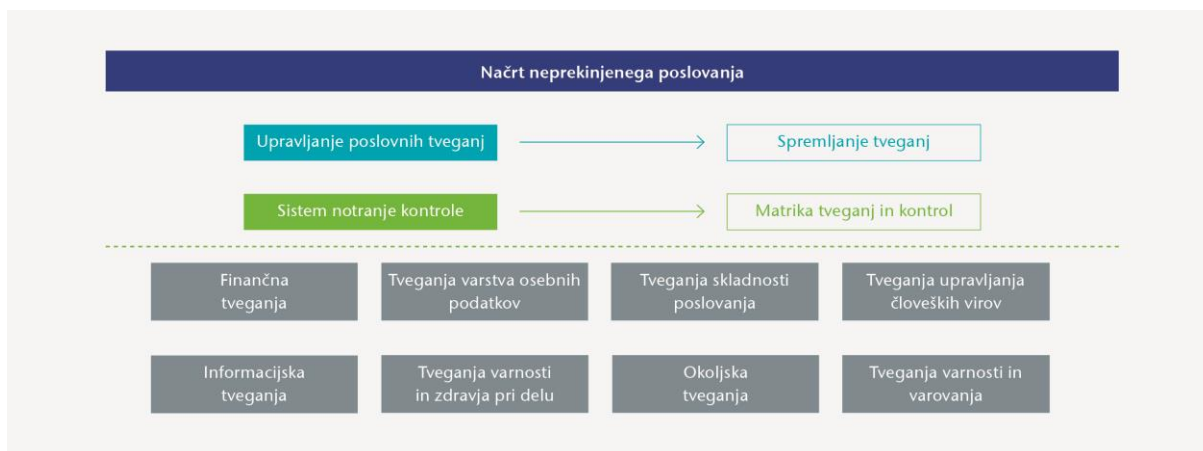 Načrt neprekinjenega poslovanja
Upravljanje poslovnih tveganj
Spremljanje tveganj
Sistem notranje kontrole
Matrika tveganj in kontrol
Finančna
tveganja
Tveganja varstva osebnih
podatkov
Tveganja skladnosti
poslovanja
Tveganja upravljanja
človeških virov
Informacijska
tveganja
Tveganja varnosti
in zdravja pri delu
Okoljska
tveganja
Tveganja varnosti in
varovanja